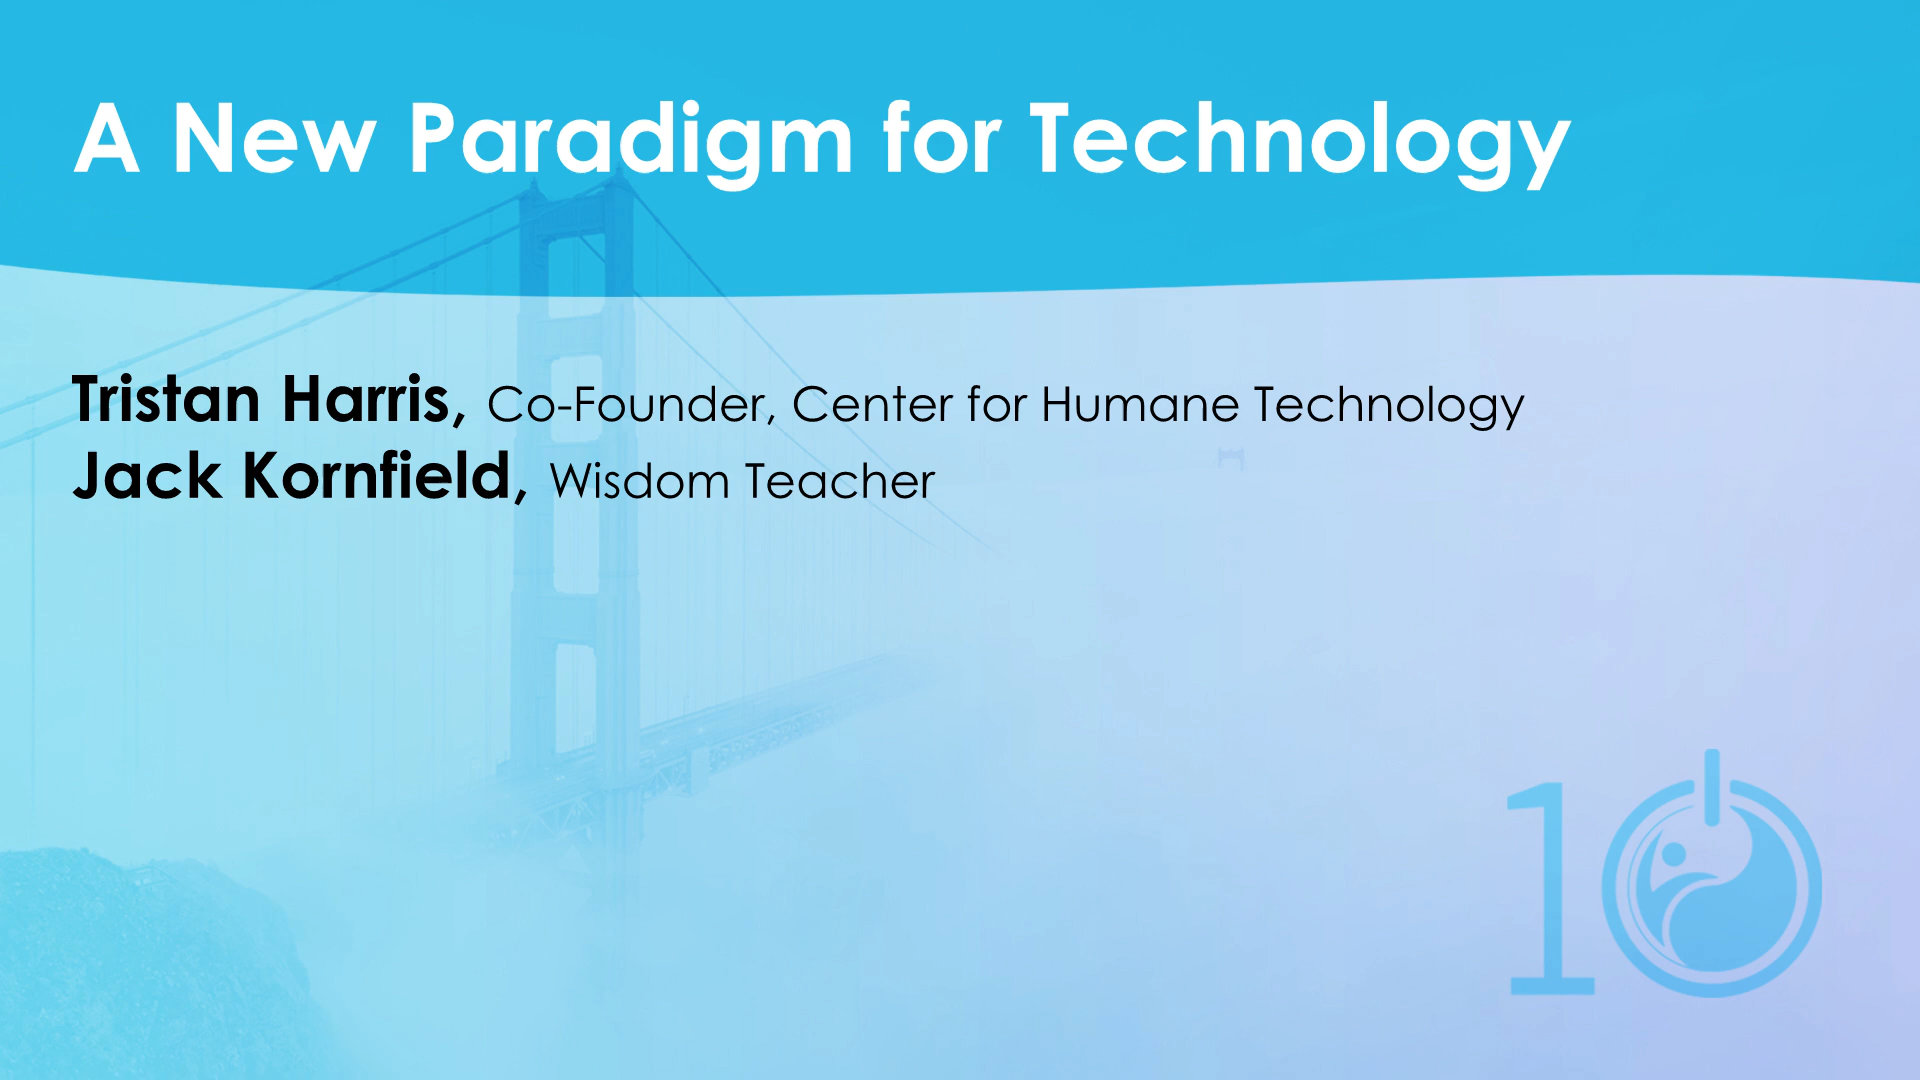 A New Paradigm for Technology
Tristan Harris, Co-Founder, Center for Humane Technology
Jack Kornfield, Wisdom Teacher
10